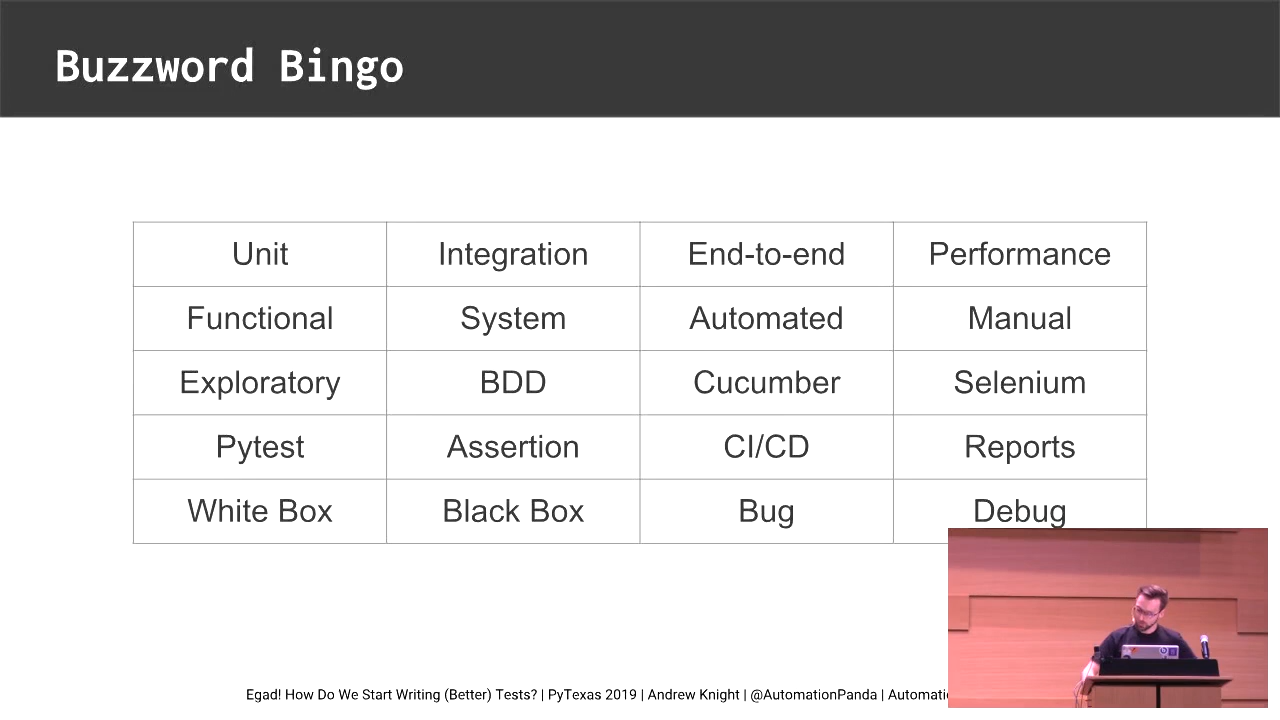 Buzzword Bingo
Unit Integration End-to-end Performance
Functional System Automated Manual
Exploratory BDD Cucumber Selenium
Pytest Assertion CI/CD Reports
White Box Black Box Bug Debug
Egad! How Do We Start Writing (Better) Tests? | PyTexas 2019 | Andrew Knight | @AutomationPanda |